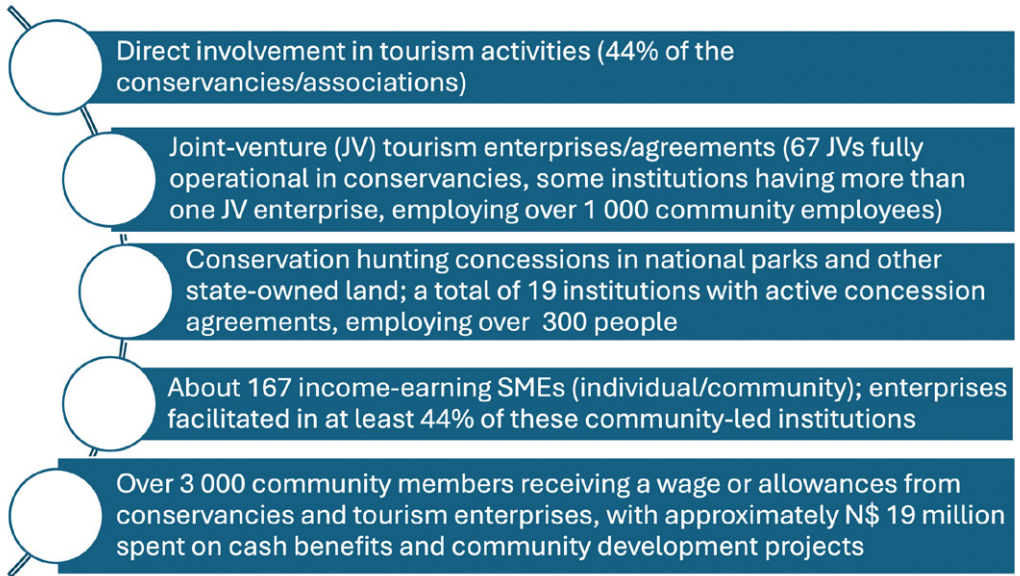 Direct involvement in tourism activities (44% of the
conservancies/associations)
Joint-venture (JV) tourism enterprises/agreements (67 JVs fully
operational in conservancies, some institutions having more than
one JV enterprise, employing over 1 000 community employees)
Conservation hunting concessions in national parks and other
state-owned land; a total of 19 institutions with active concession
agreements, employing over  300 people
About 167 income-earning SMEs (individual/community); enterprises
facilitated in at least 44% of these community-led institutions
Over 3 000 community members receiving a wage or allowances from
conservancies and tourism enterprises, with approximately N$ 19 million
spent on cash benefits and community development projects